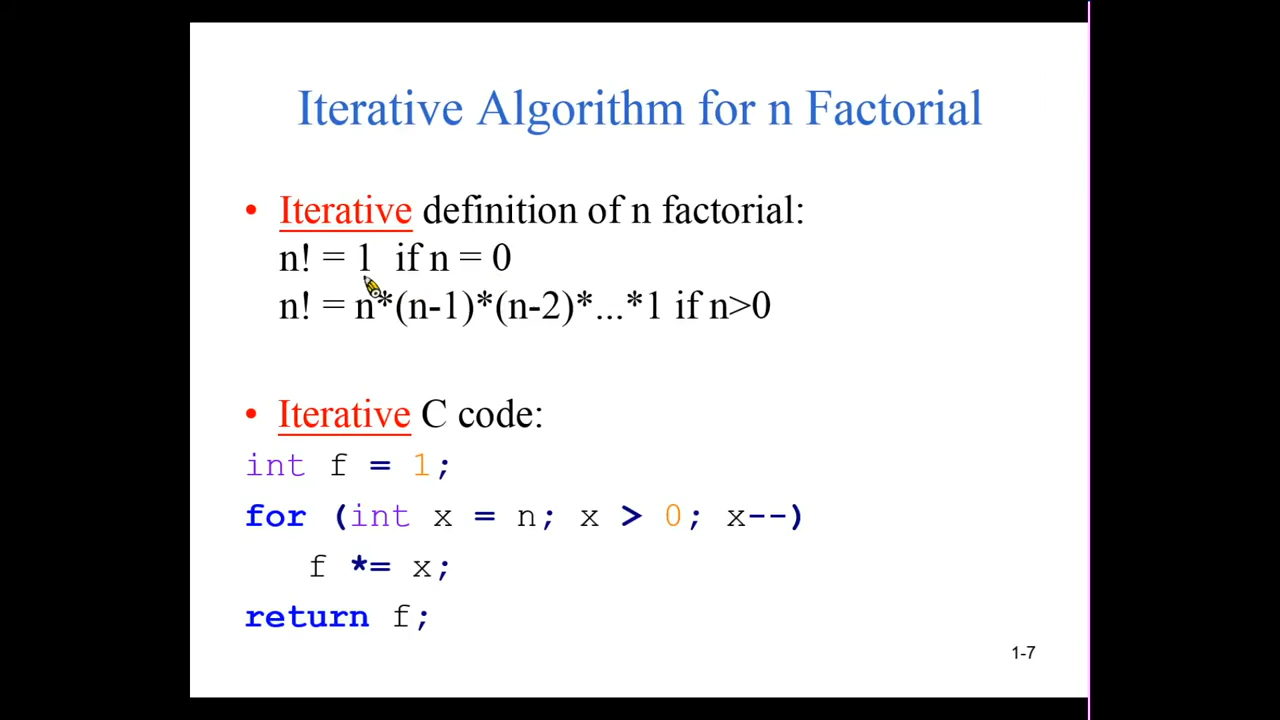 Iterative Algorithm for n Factorial
• Iterative definition of n factorial:
n! = 1 if n = 0
n! = n*(n-1)*(n-2)*...*1 if n>0
• Iterative C code:
int f = 1;
for (int x = n; x > 0; x--)
f *= x;
return f;
1-7